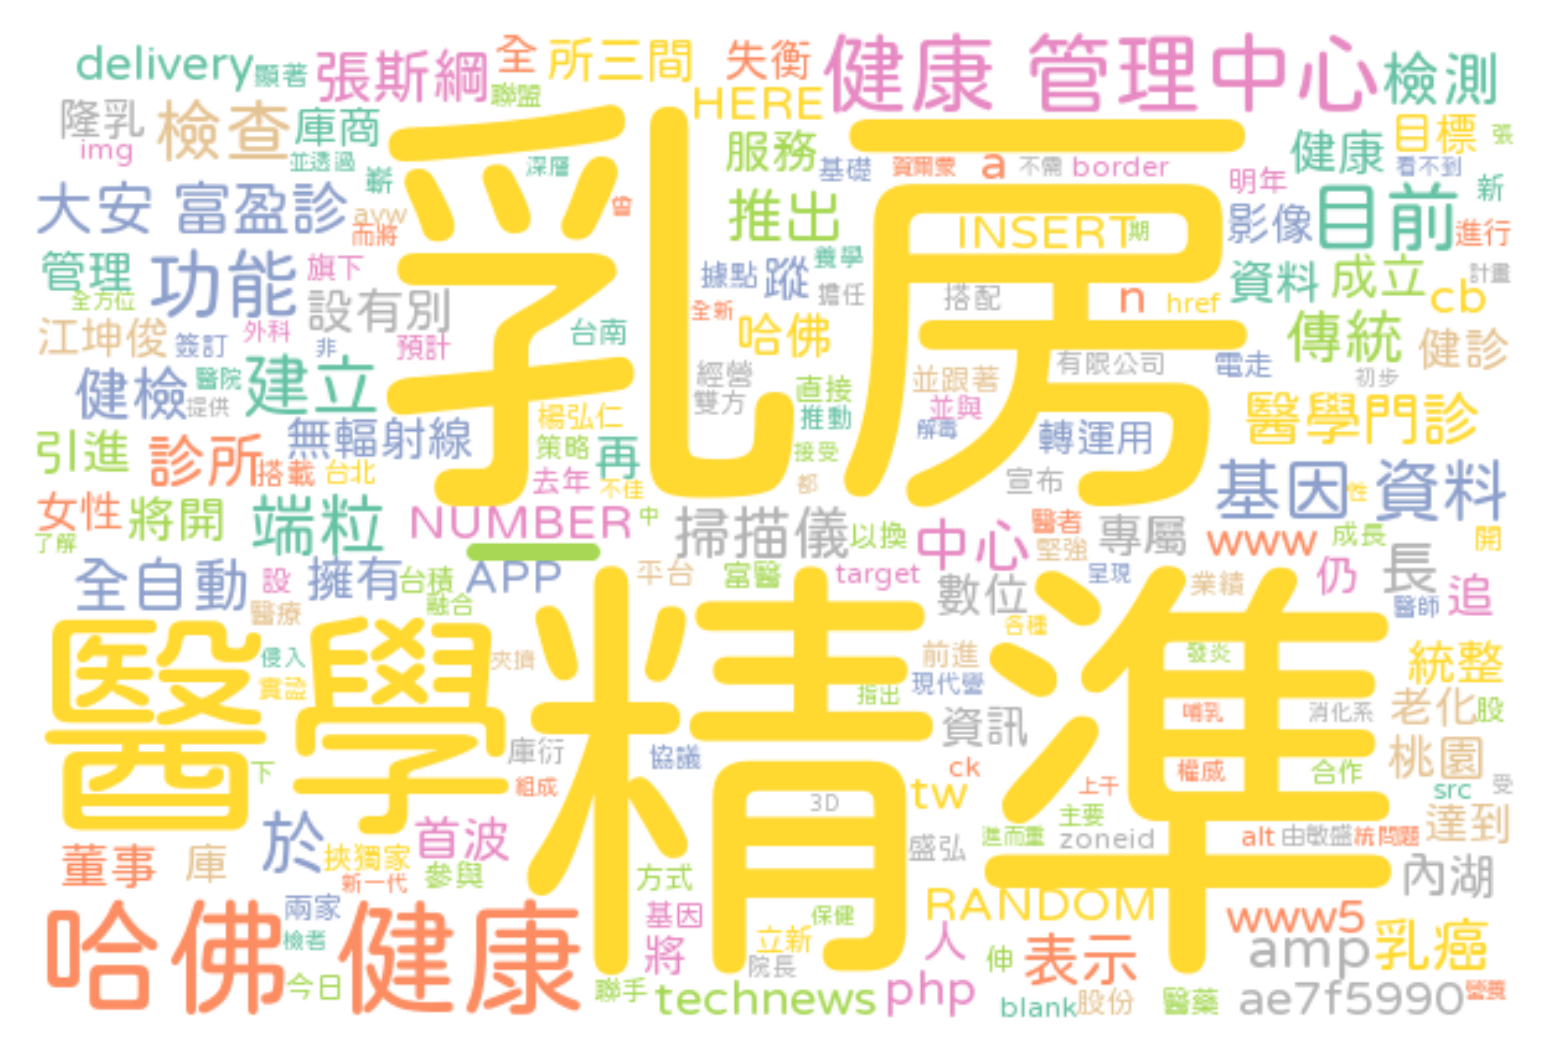 delivery 顯著 張斯綱 全 所三間 失衡 健康 管理中心 檢測
聯盟 HERE
隆乳 檢查 庫商 乳房 服務 基礎 賀爾蒙 a 不需 border 健康 目標 張
img 並透過 嶄 深層 看不到
大安 富盈診 avw 曾 推出 INSERT 期 明年 影像 目前 新
而將 進行
管理 功能 旗下 據點 蹤 養學 擔任 搭配 n href 資料 成立 cb 計畫
全方位 設有別 全新
江坤俊 簽訂 外科 非 預計 台南 哈佛 有限公司 電走 傳統 健診
健檢 醫院 提供 建立 經營 雙方 直接 並跟著 初步
楊弘仁 推動 並與 解毒 醫學門診
引進 診所 搭載 無輻射線 台北 策略 再 接受 轉運用
去年 不佳 都 宣布 基因 資料 性
女性 將開 端粒 NUMBER 中 掃描儀 以換 中心 醫者 堅強 專屬 www 成長 開
了解
全自動 設 擁有 台積 APP 平台 富醫 target 數位 呈現 業績 仍 長 醫師 追
醫療 融合 各種
醫學 精準
侵入 夾擠 前進 發炎 統整
現代 指出
哺乳 消化系 老化 股
庫衍 協議 資訊 權威 桃園
下 組成 3D ck tw 上千 合作 src 受
於 首波 主要 達到
董事 庫 挾獨家 盛弘 進而重 zoneid alt 由敏盛 問題
新一代 參與 方式 內湖
哈佛 健康 兩家 基因 保健 RANDOM www5
檢者 將 立新 人 伸 表示 amp 乳癌
今日 院長
聯手 technews php blank 股份 醫藥 ae7f5990 營養